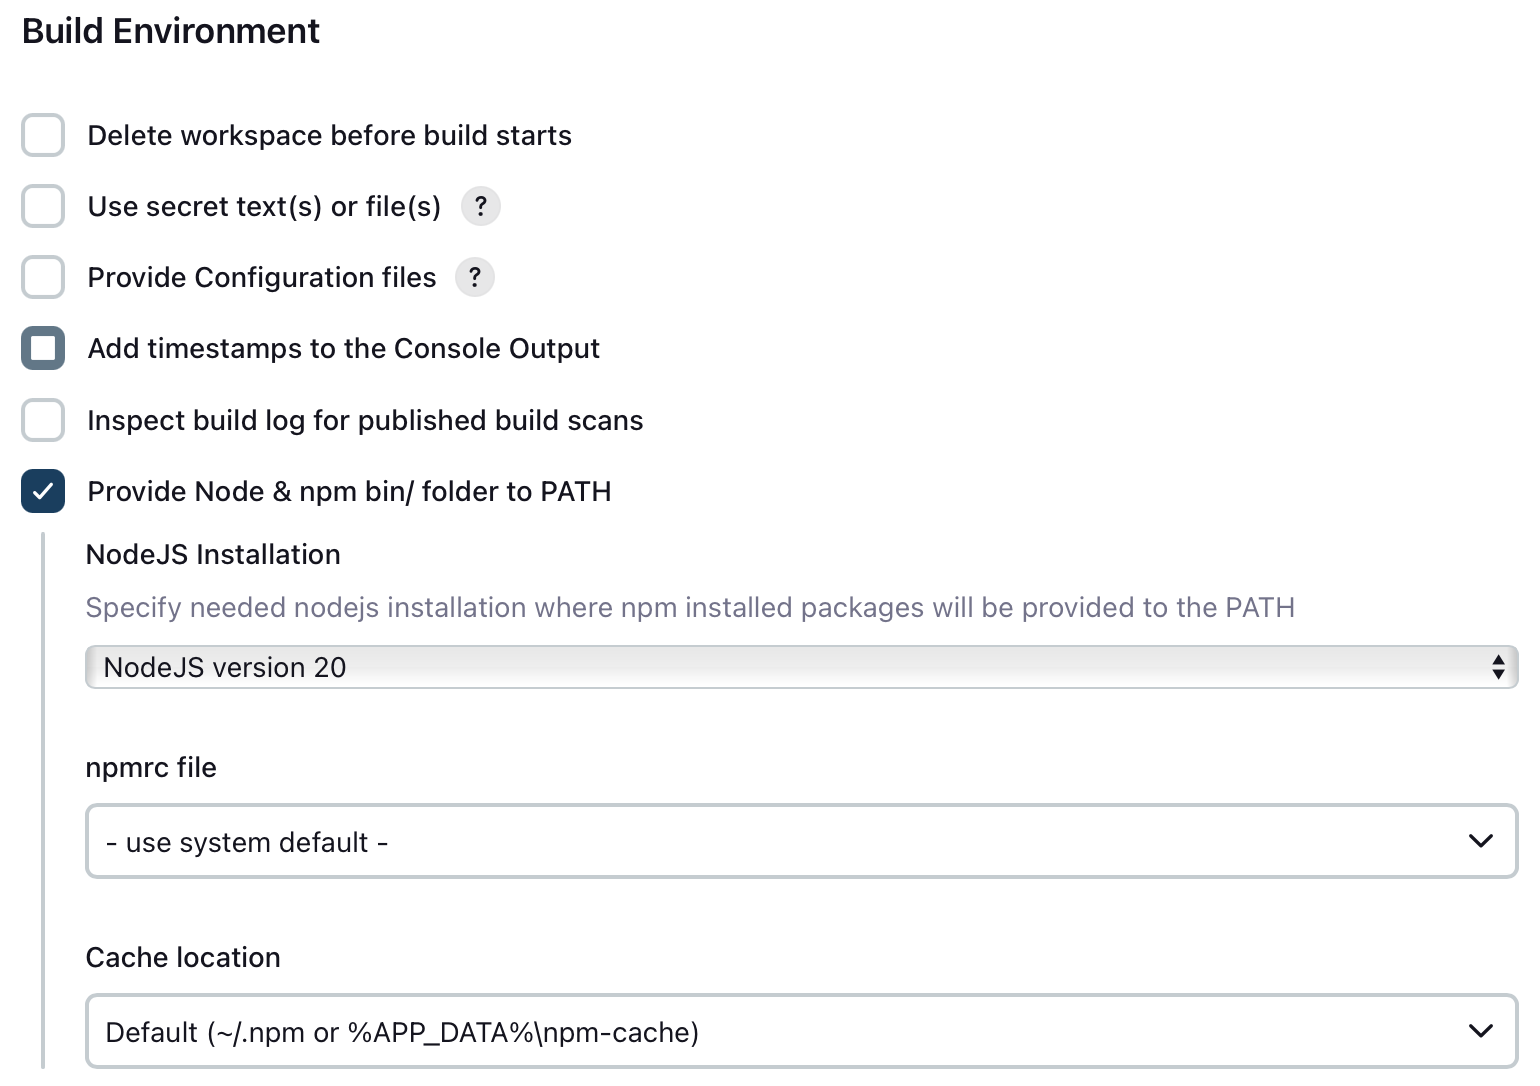 Build Environment
Delete workspace before build starts
Use secret text(s) or file(s) ?
Provide Configuration files ?
Add timestamps to the Console Output
Inspect build log for published build scans
Provide Node & npm bin/ folder to PATH
NodeJS Installation
Specify needed nodejs installation where npm installed packages will be provided to the PATH
NodeJS version 20
npmrc file
- use system default -
Cache location
Default (~/.npm or %APP_DATA%\npm-cache)